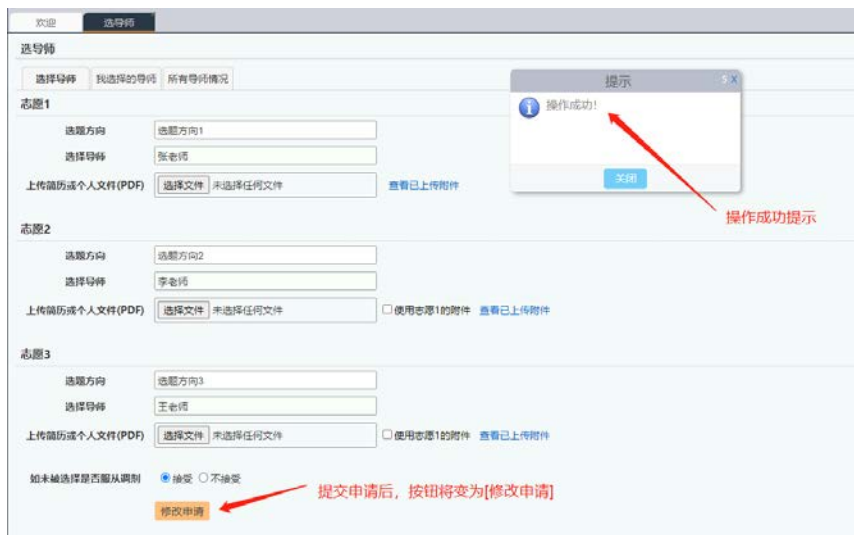 欢迎 选导师
选导师
选择导师 我选择的导师 所有导师情况
提示 X
操作成功!
关闭
操作成功提示
志愿1
选题方向 选题方向1
选择导师 张老师
上传简历或个人文件(PDF) 选择文件 未选择任何文件 查看已上传附件
志愿2
选题方向 选题方向2
选择导师 李老师
上传简历或个人文件(PDF) 选择文件 未选择任何文件 使用志愿1的附件 查看已上传附件
志愿3
选题方向 选题方向3
选择导师 王老师
上传简历或个人文件(PDF) 选择文件 未选择任何文件 使用志愿1的附件 查看已上传附件
如未被选择是否服从调剂 接受 不接受
修改申请
提交申请后，按钮将变为[修改申请]